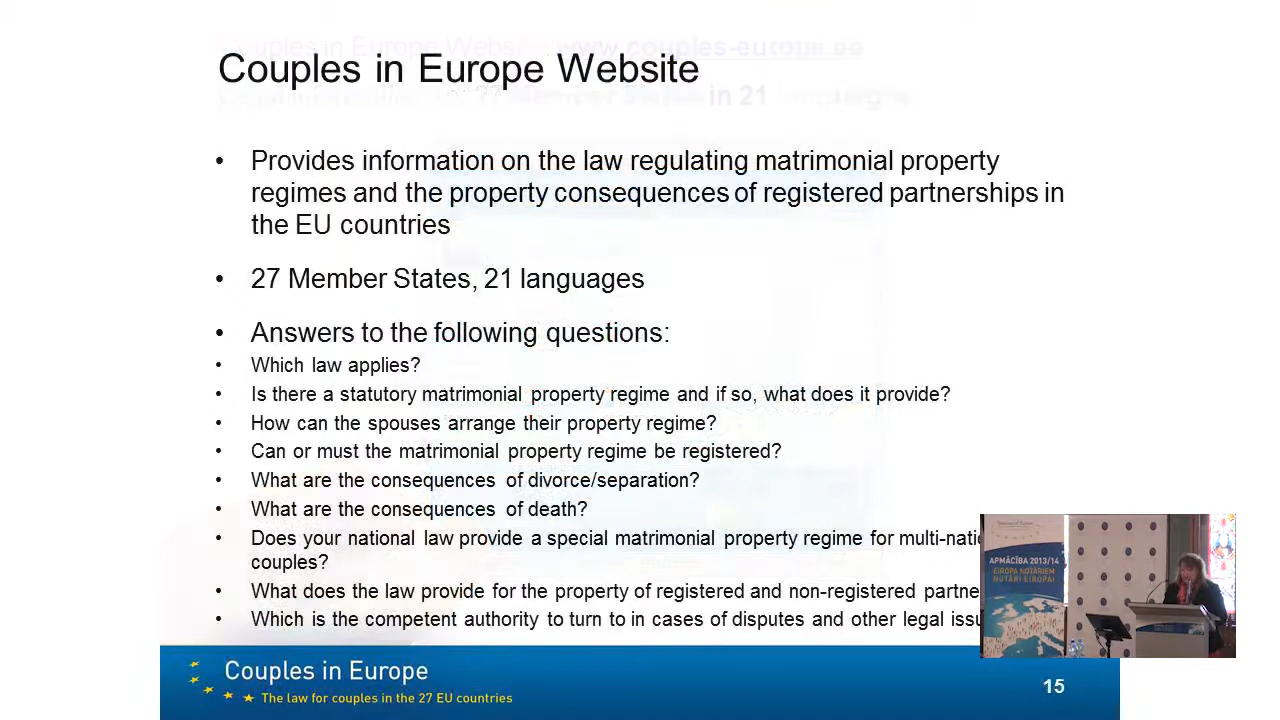 Couples in Europe Website
• Provides information on the law regulating matrimonial property
regimes and the property consequences of registered partnerships in
the EU countries
• 27 Member States, 21 languages
• Answers to the following questions:
• Which law applies?
• Is there a statutory matrimonial property regime and if so, what does it provide?
• How can the spouses arrange their property regime?
• Can or must the matrimonial property regime be registered?
• What are the consequences of divorce/separation?
• What are the consequences of death?
• Does your national law provide a special matrimonial property regime for multi-natio
couples?
• What does the law provide for the property of registered and non-registered partne
• Which is the competent authority to turn to in cases of disputes and other legal issu
APMĀCĪBA 2013/14
EIROPA NOTĀRIEM
NOTĀRI EIROPAI
Couples in Europe
The law for couples in the 27 EU countries
15